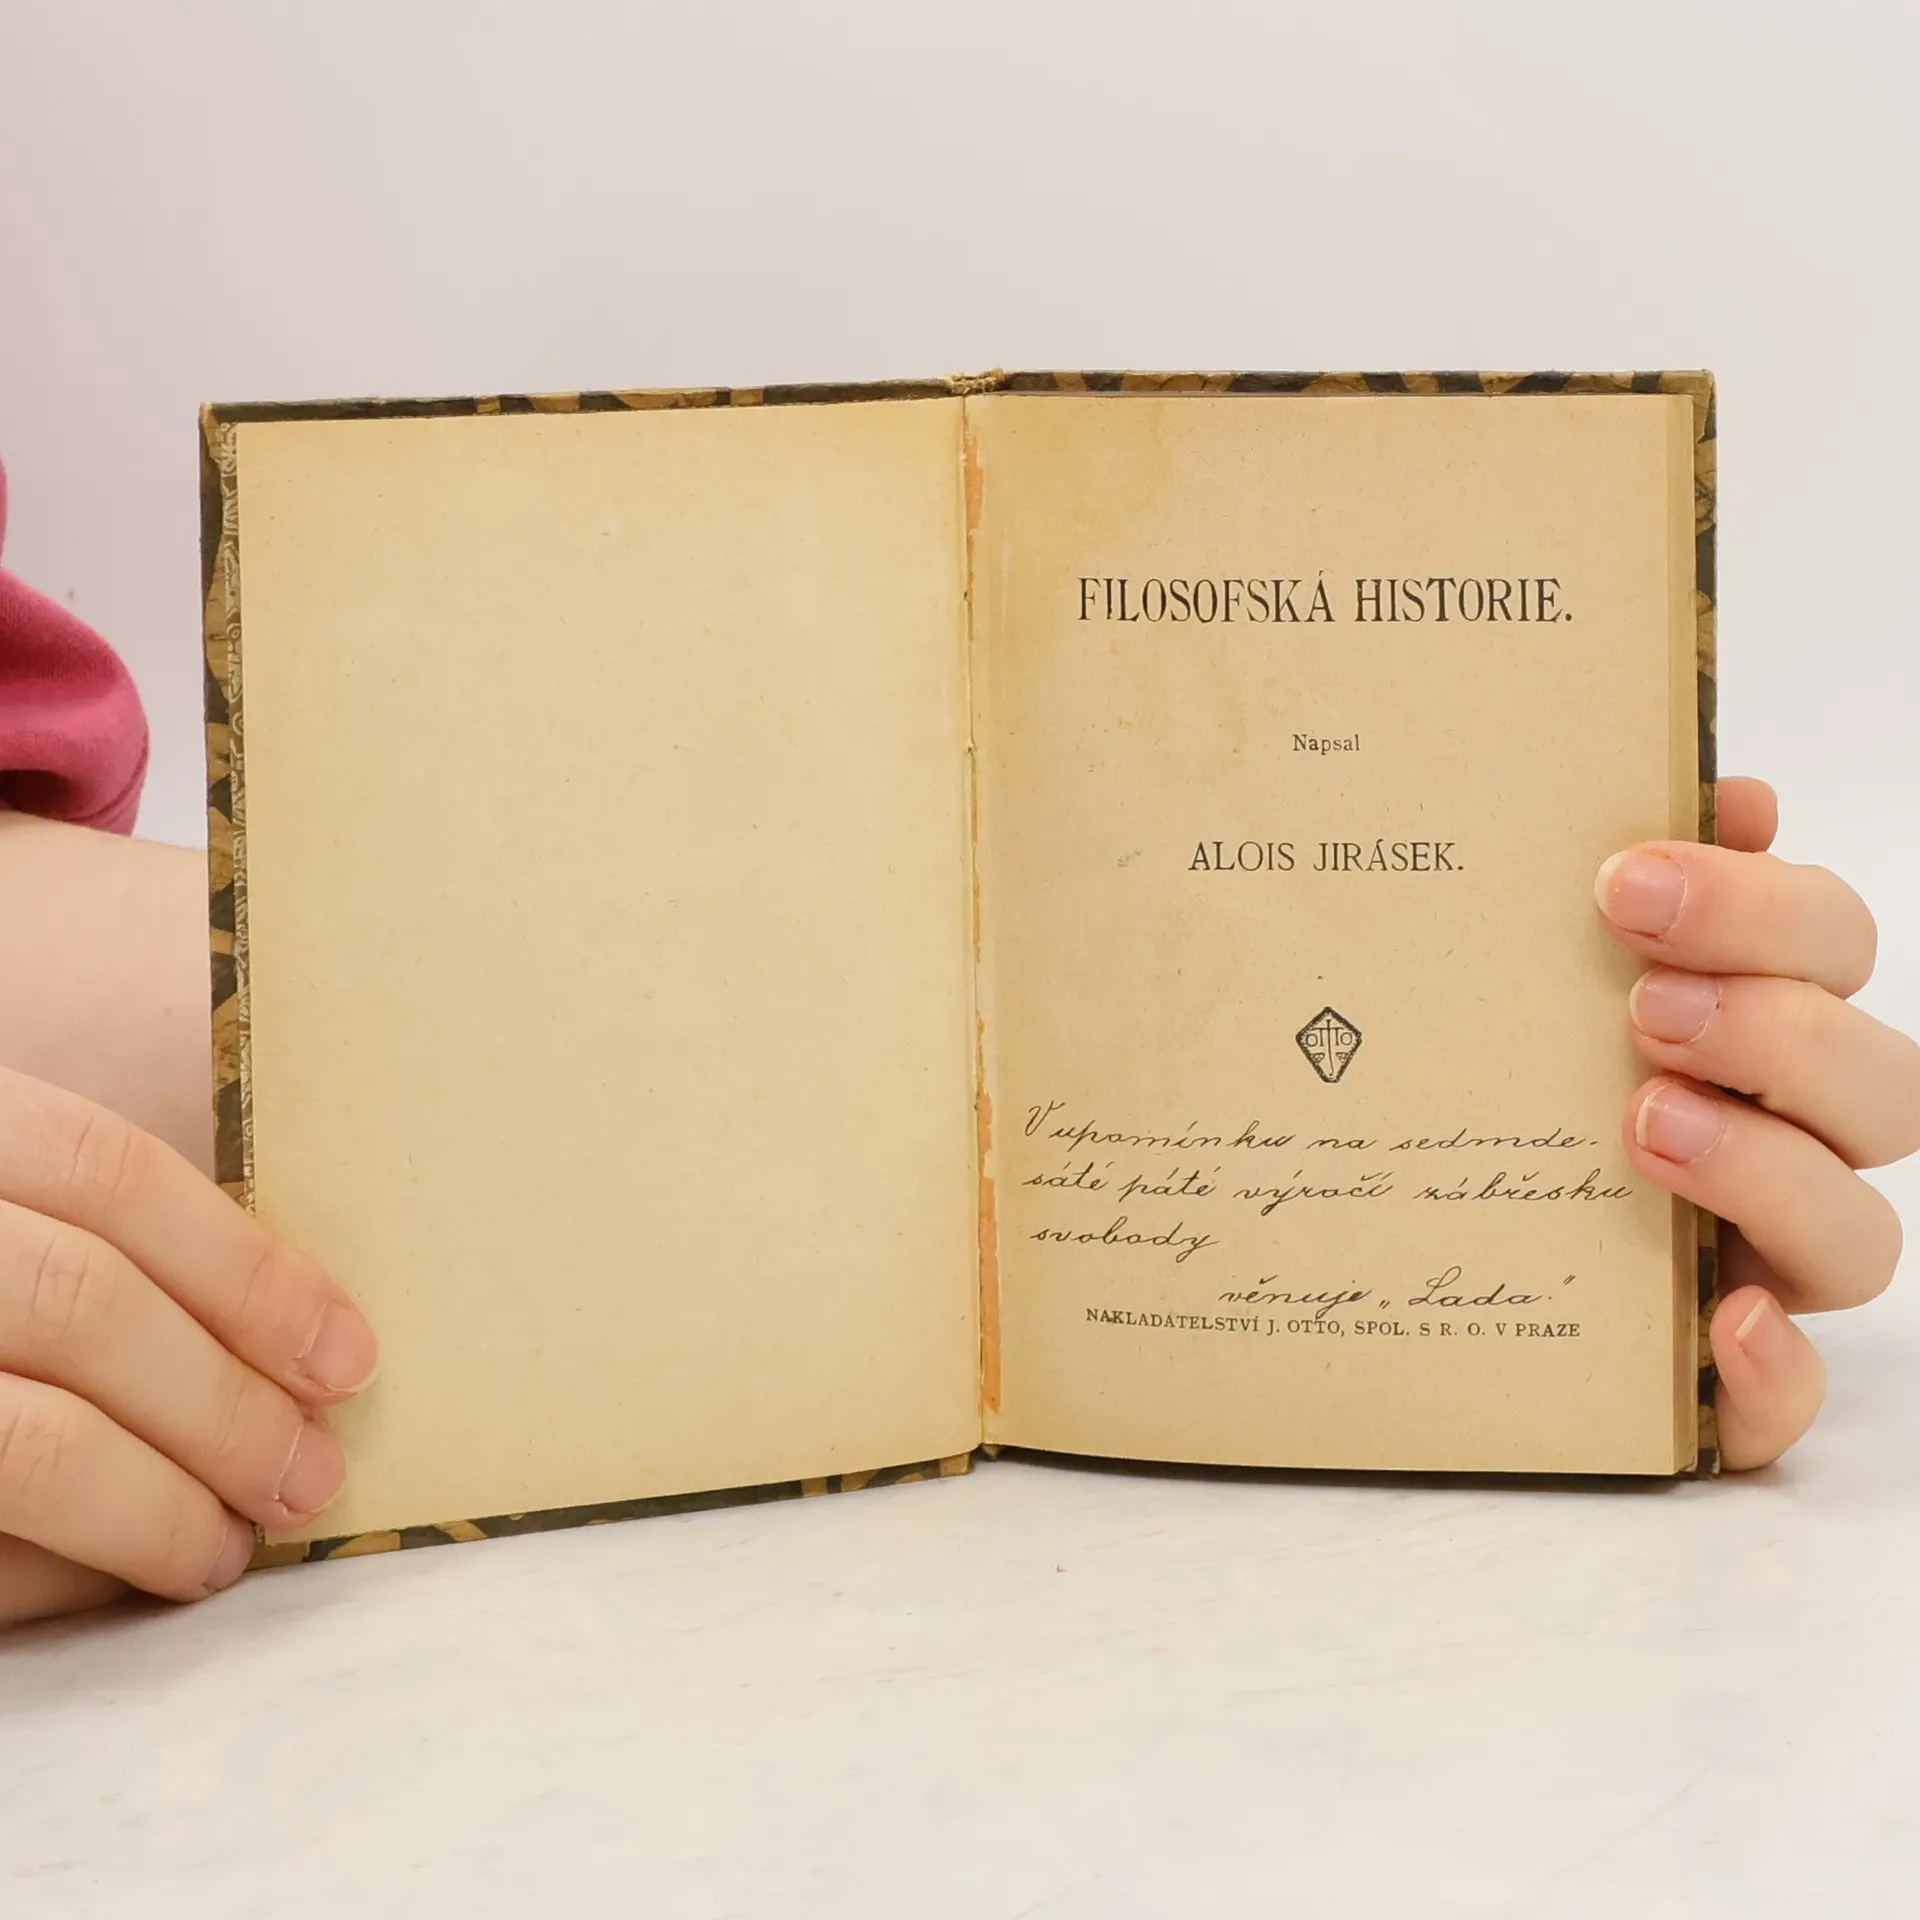 FILOSOFSKÁ HISTORIE.
Napsal
ALOIS JIRÁSEK.
OTTO
V upomínku na sedmde-
sáté páté výročí zábřesku
svobody
věnuje „Lada."
NAKLADATELSTVÍ J. OTTO, SPOL. S R. O. V PRAZE